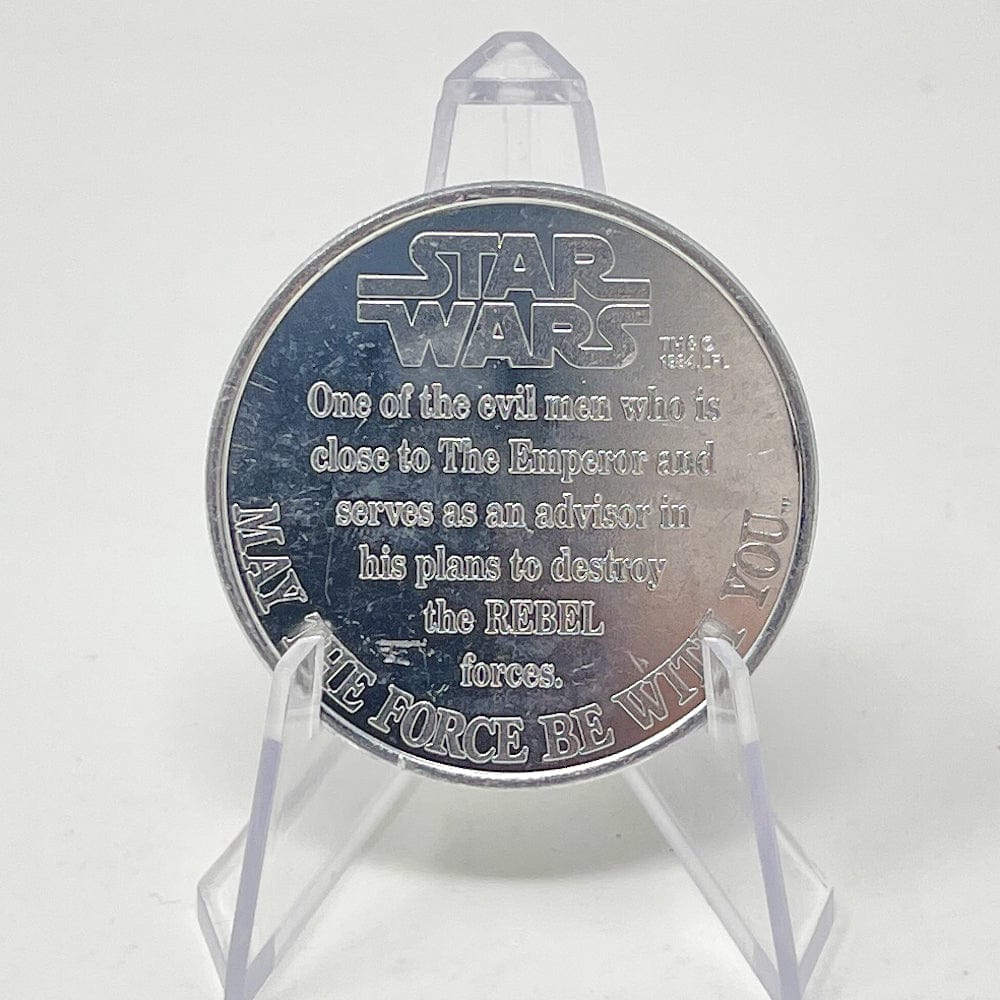 STAR
WARS
TM & ©
1984 LFL
One of the evil men who is
close to The Emperor and
serves as an advisor in
his plans to destroy
the REBEL
forces.
MAY THE FORCE BE WITH YOU